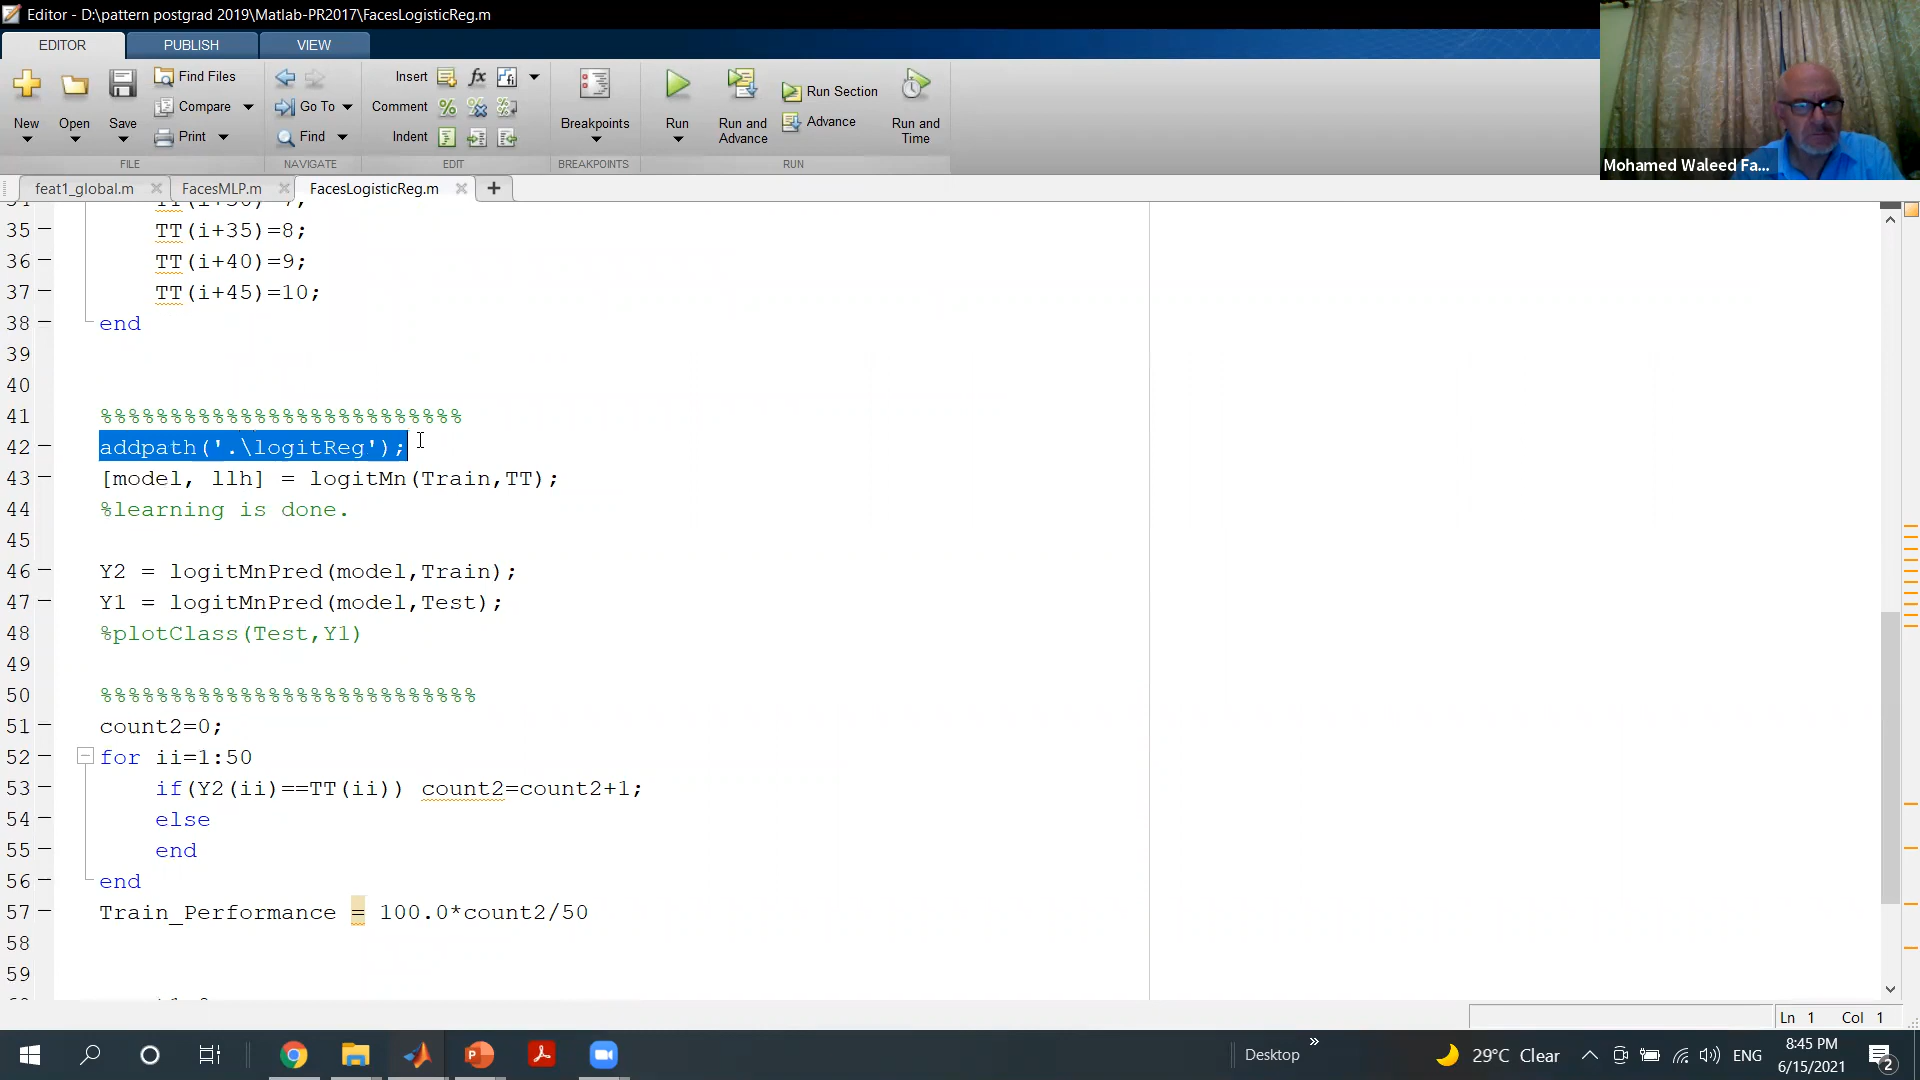 Editor - D:\pattern postgrad 2019\Matlab-PR2017\FacesLogisticReg.m
EDITOR PUBLISH VIEW
New Open Save
Find Files
Compare
Print
FILE
Go To
Find
NAVIGATE
Insert
Comment
Indent
EDIT
Breakpoints
BREAKPOINTS
Run
Run and Advance
Run Section
Advance
Run and Time
RUN
Mohamed Waleed Fa...
feat1_global.m FacesMLP.m FacesLogisticReg.m
35 TT(i+35)=8;
36 TT(i+40)=9;
37 TT(i+45)=10;
38 end
39
40
41 %%%%%%%%%%%%%%%%%%%%%%%%%%
42 addpath('.\logitReg');
43 [model, llh] = logitMn(Train,TT);
44 %learning is done.
45
46 Y2 = logitMnPred(model,Train);
47 Y1 = logitMnPred(model,Test);
48 %plotClass(Test,Y1)
49
50 %%%%%%%%%%%%%%%%%%%%%%%%%%%
51 count2=0;
52 for ii=1:50
53 if(Y2(ii)==TT(ii)) count2=count2+1;
54 else
55 end
56 end
57 Train_Performance = 100.0*count2/50
58
59
Ln 1 Col 1
Desktop
29°C Clear
ENG
8:45 PM
6/15/2021
2